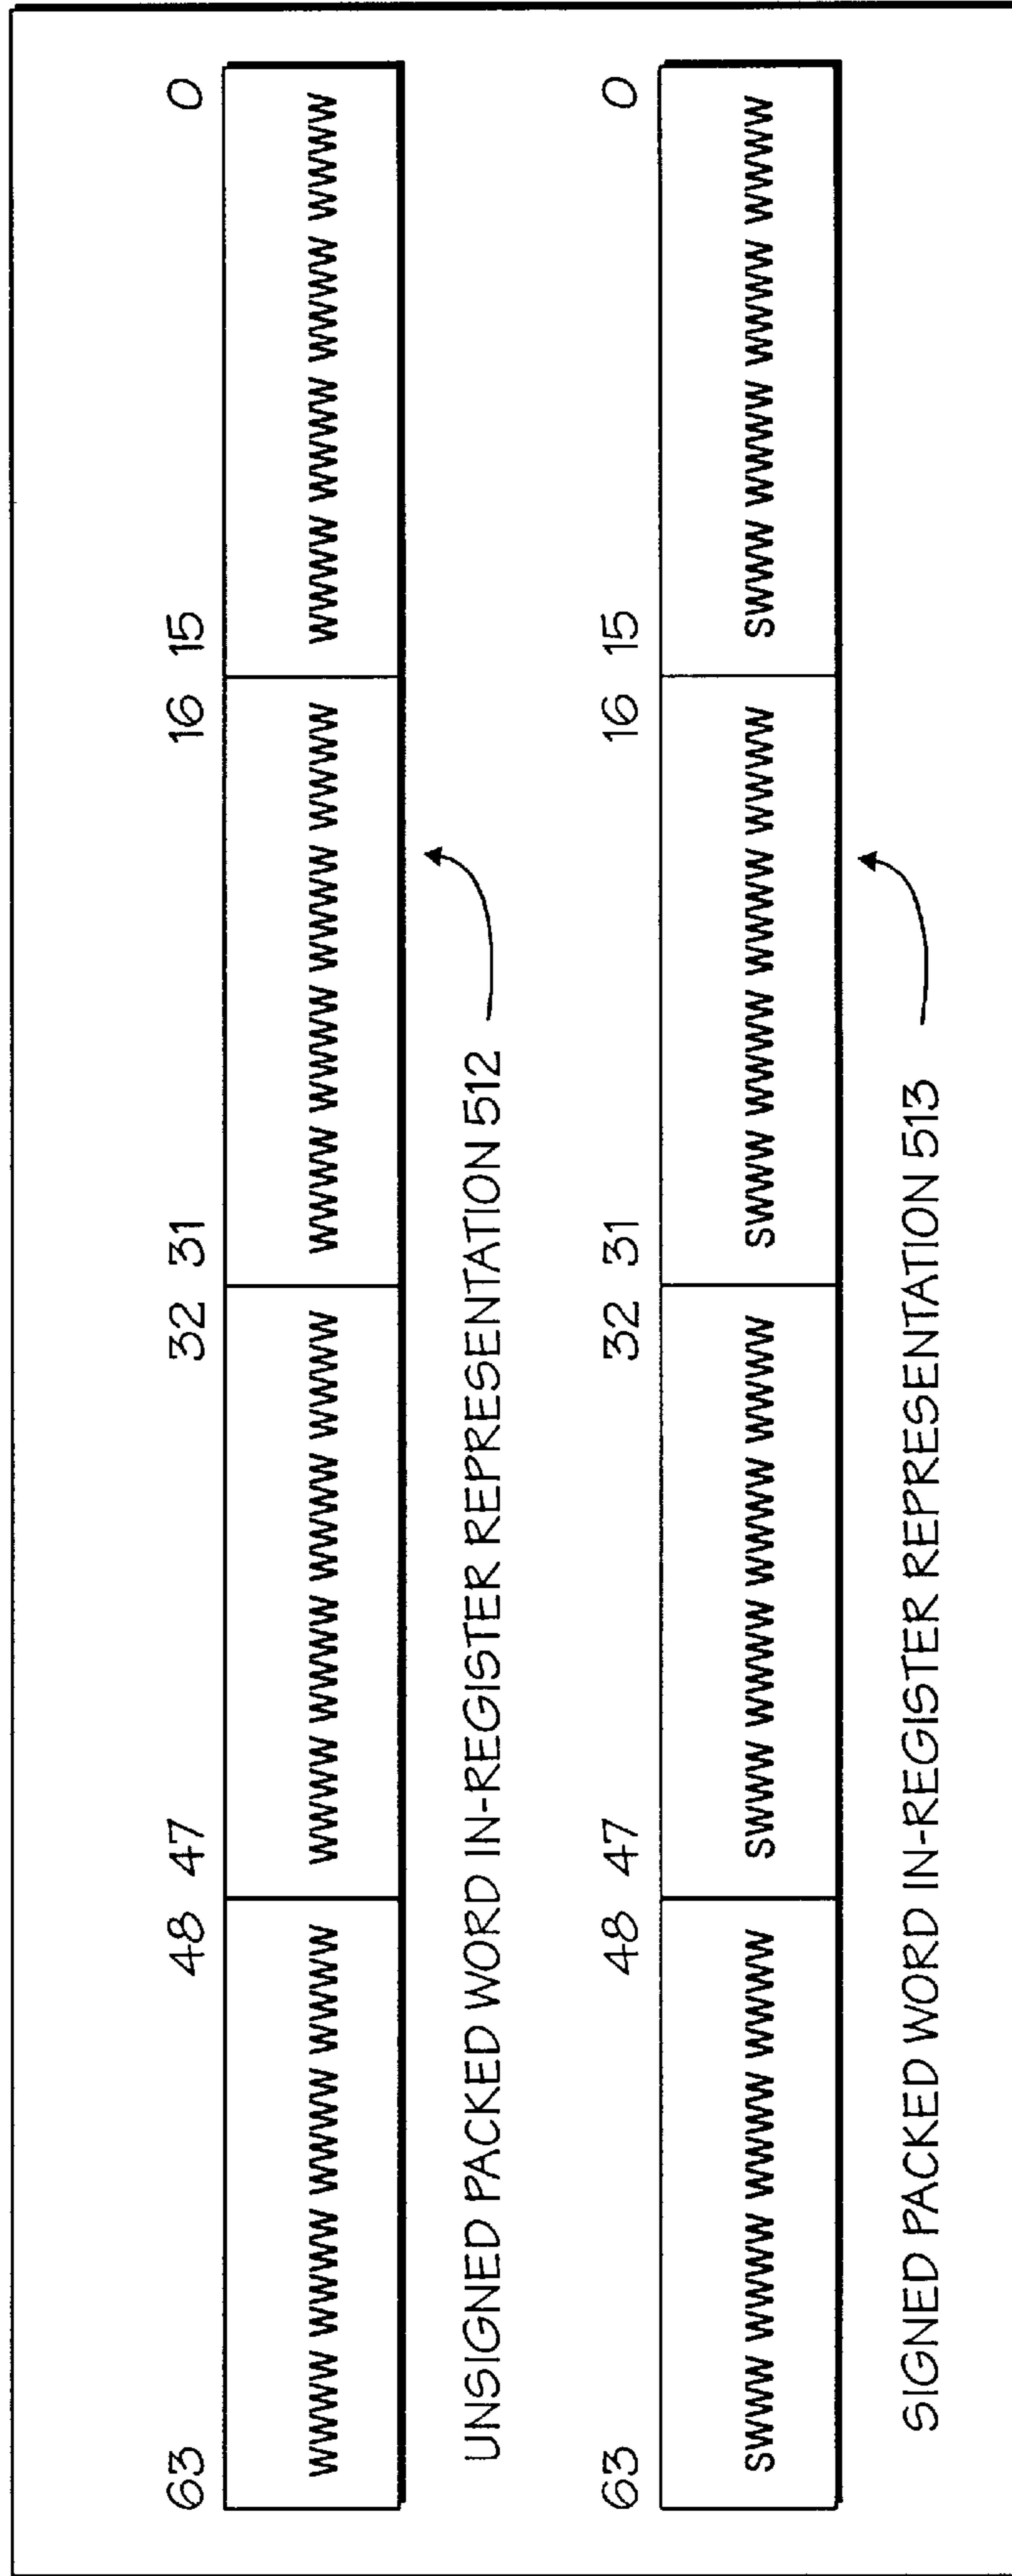 63 48 47 32 31 16 15 0
wwww wwww wwww wwww wwww wwww wwww wwww wwww wwww wwww wwww wwww wwww wwww wwww
UNSIGNED PACKED WORD IN-REGISTER REPRESENTATION 512
63 48 47 32 31 16 15 0
swww wwww wwww wwww swww wwww wwww wwww swww wwww wwww wwww swww wwww wwww wwww
SIGNED PACKED WORD IN-REGISTER REPRESENTATION 513